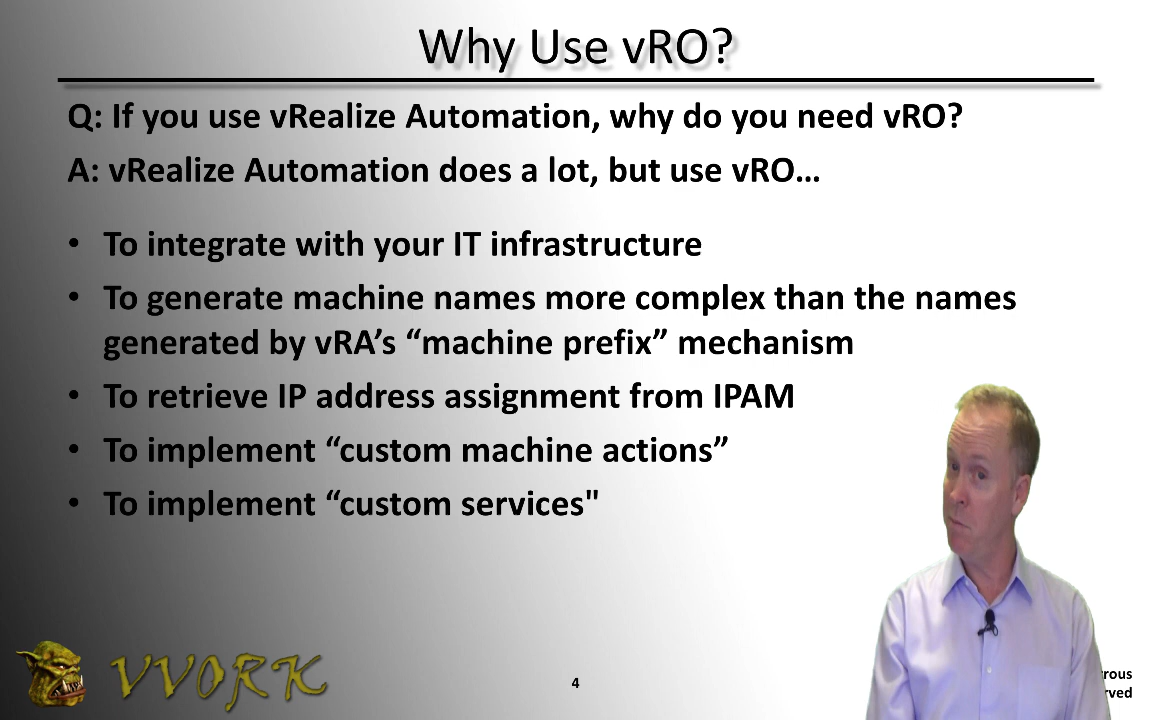 Why Use vRO?
Q: If you use vRealize Automation, why do you need vRO?
A: vRealize Automation does a lot, but use vRO…
• To integrate with your IT infrastructure
• To generate machine names more complex than the names
generated by vRA’s “machine prefix” mechanism
• To retrieve IP address assignment from IPAM
• To implement “custom machine actions”
• To implement “custom services"
VVORK
4